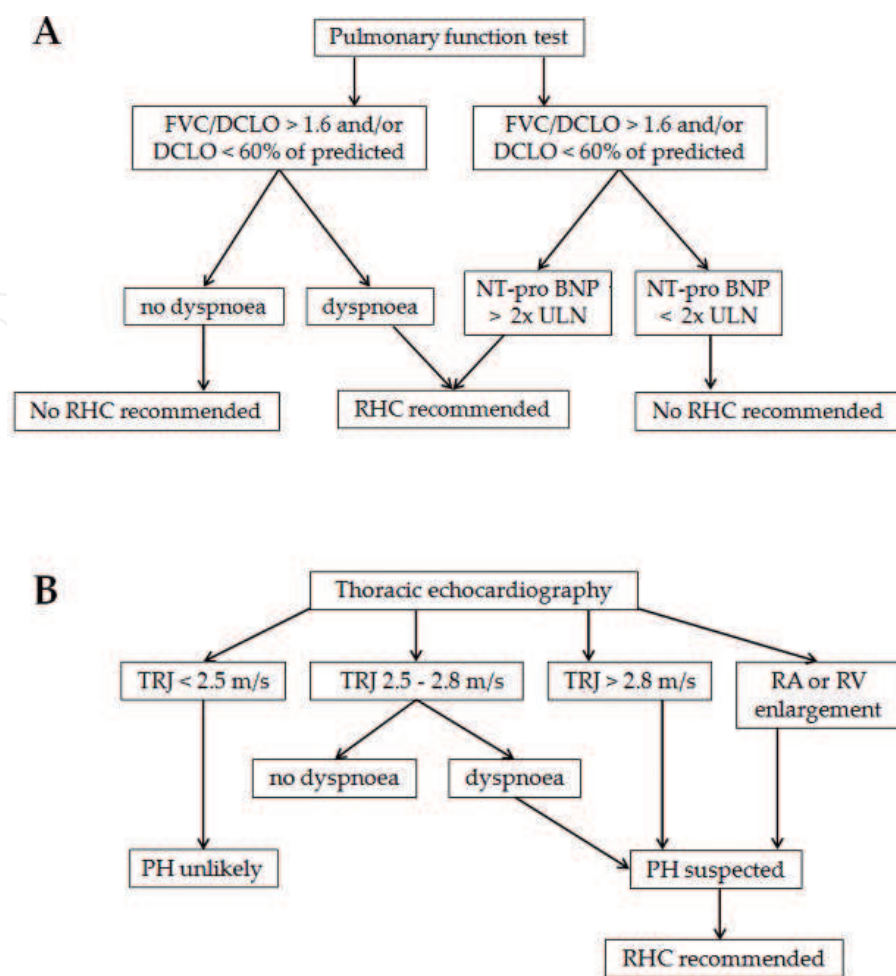 A
Pulmonary function test
FVC/DCLO > 1.6 and/or
DCLO < 60% of predicted
FVC/DCLO > 1.6 and/or
DCLO < 60% of predicted
no dyspnoea
dyspnoea
NT-pro BNP
> 2x ULN
NT-pro BNP
< 2x ULN
No RHC recommended
RHC recommended
No RHC recommended
B
Thoracic echocardiography
TRJ < 2.5 m/s
TRJ 2.5 - 2.8 m/s
TRJ > 2.8 m/s
RA or RV
enlargement
no dyspnoea
dyspnoea
PH unlikely
PH suspected
RHC recommended